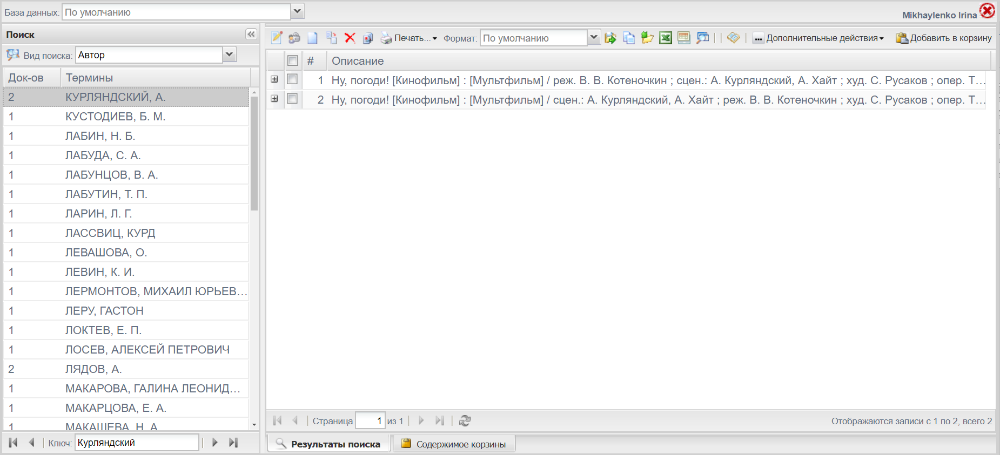 База данных: По умолчанию
Mikhaylenko Irina
Поиск
Вид поиска: Автор
Док-ов Термины
2 КУРЛЯНДСКИЙ, А.
1 КУСТОДИЕВ, Б. М.
1 ЛАБИН, Н. Б.
1 ЛАБУДА, С. А.
1 ЛАБУНЦОВ, В. А.
1 ЛАБУТИН, Т. П.
1 ЛАРИН, Л. Г.
1 ЛАССВИЦ, КУРД
1 ЛЕВАШОВА, О.
1 ЛЕВИН, К. И.
1 ЛЕРМОНТОВ, МИХАИЛ ЮРЬЕВ...
1 ЛЕРУ, ГАСТОН
1 ЛОКТЕВ, Е. П.
1 ЛОСЕВ, АЛЕКСЕЙ ПЕТРОВИЧ
2 ЛЯДОВ, А.
1 МАКАРОВА, ГАЛИНА ЛЕОНИД...
1 МАКАРЦОВА, Е. А.
1 МАКАШЕВА, Н. А
Ключ: Курляндский
Печать... Формат: По умолчанию ... Дополнительные действия Добавить в корзину
# Описание
1 Ну, погоди! [Кинофильм] : [Мультфильм] / реж. В. В. Котеночкин ; сцен.: А. Курляндский, А. Хайт ; худ. С. Русаков ; опер. Т...
2 Ну, погоди! [Кинофильм] : [Мультфильм] / сцен.: А. Курляндский, А. Хайт ; реж. В. В. Котеночкин ; худ. С. Русаков ; опер. Т...
Страница 1 из 1
Отображаются записи с 1 по 2, всего 2
Результаты поиска Содержимое корзины